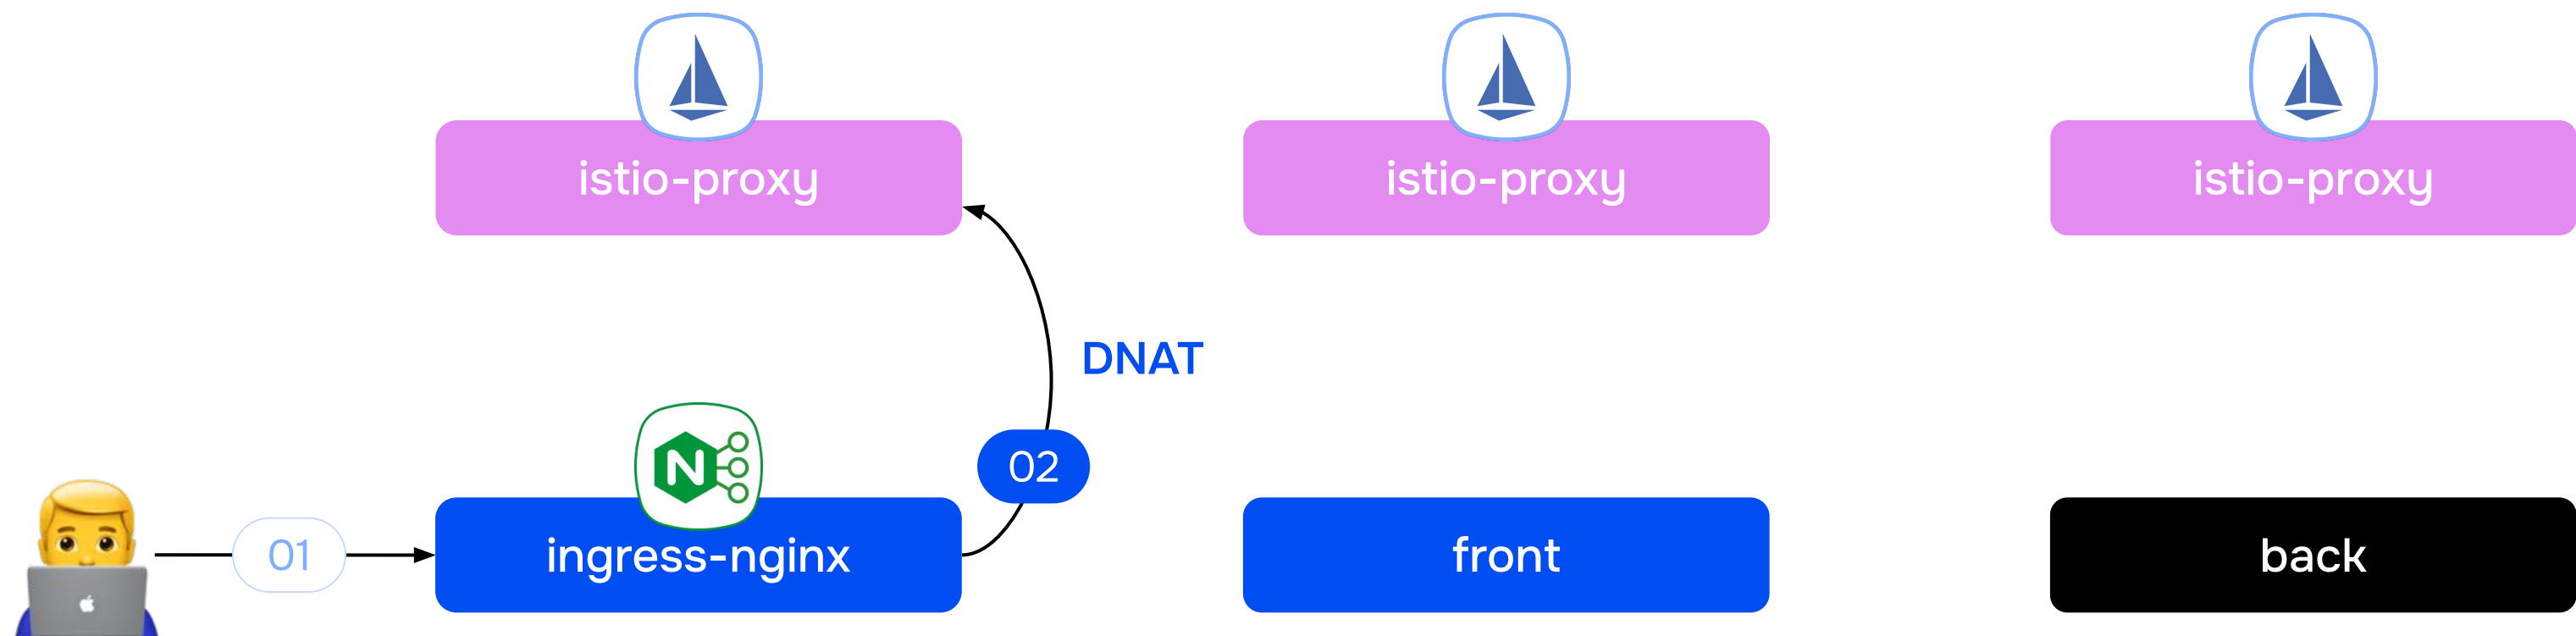 istio-proxy
istio-proxy
istio-proxy
DNAT
02
01
N
ingress-nginx
front
back